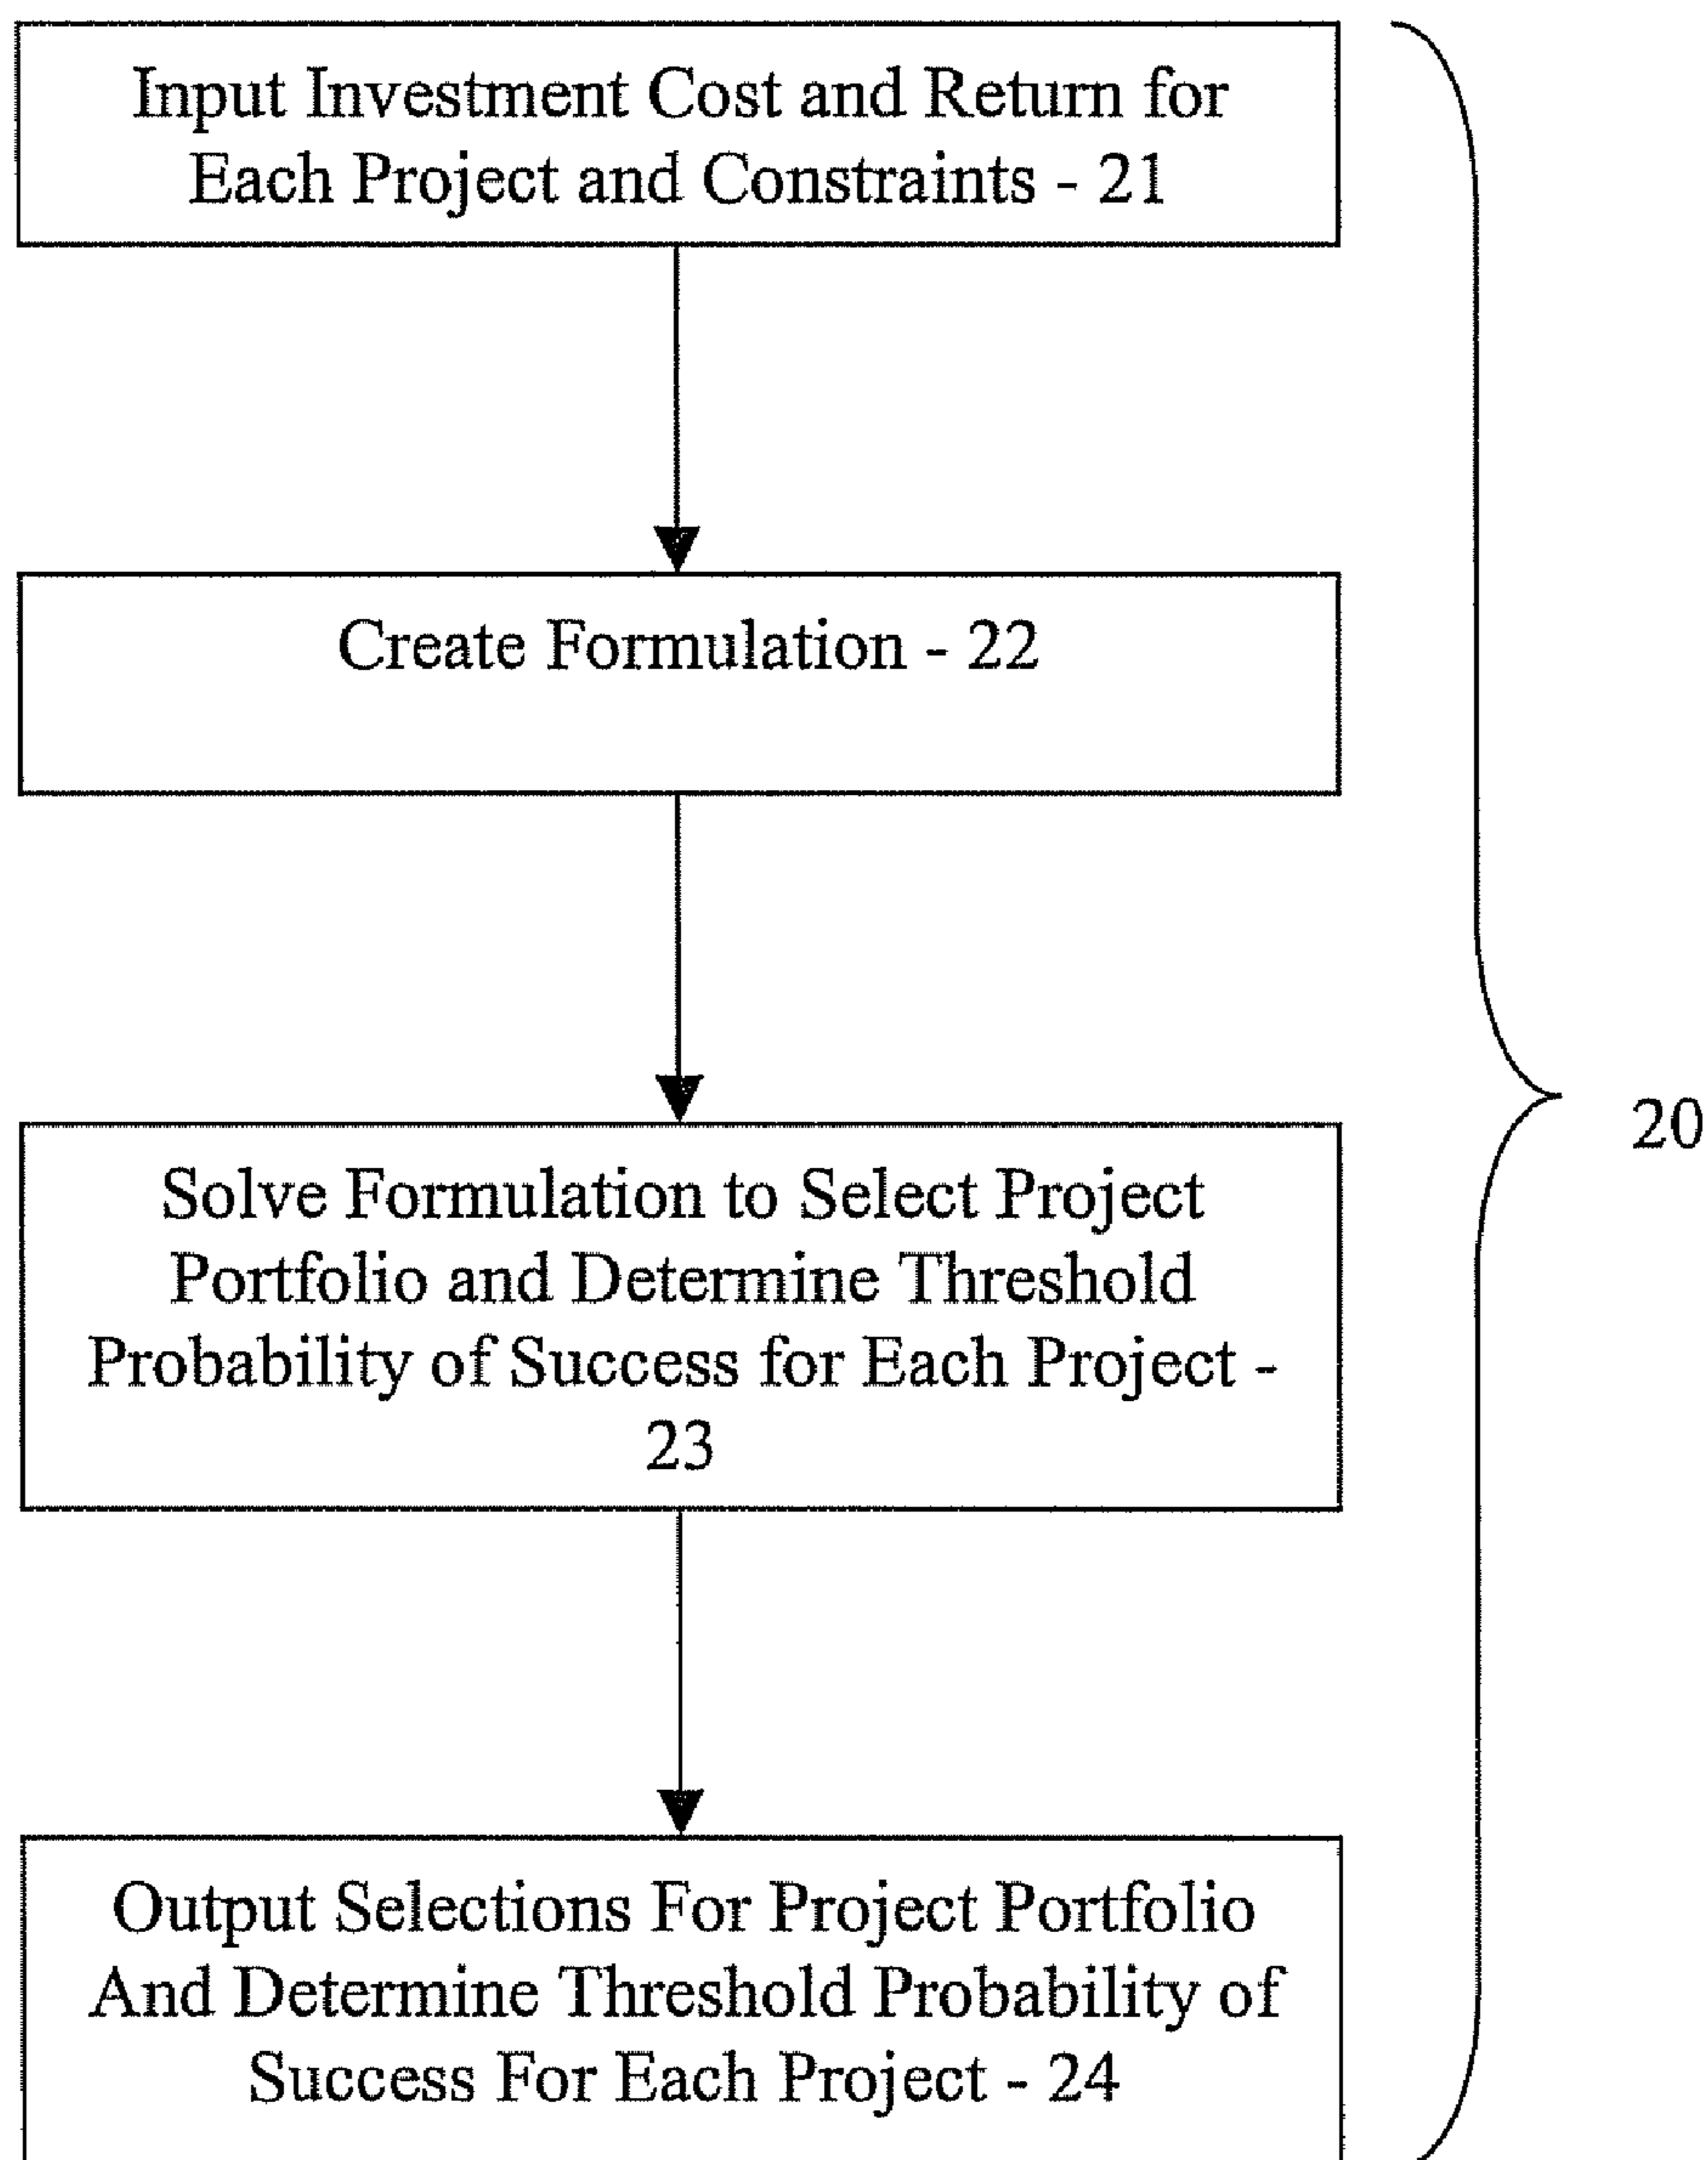 Input Investment Cost and Return for
Each Project and Constraints - 21
Create Formulation - 22
Solve Formulation to Select Project
Portfolio and Determine Threshold
Probability of Success for Each Project -
23
Output Selections For Project Portfolio
And Determine Threshold Probability of
Success For Each Project - 24
20